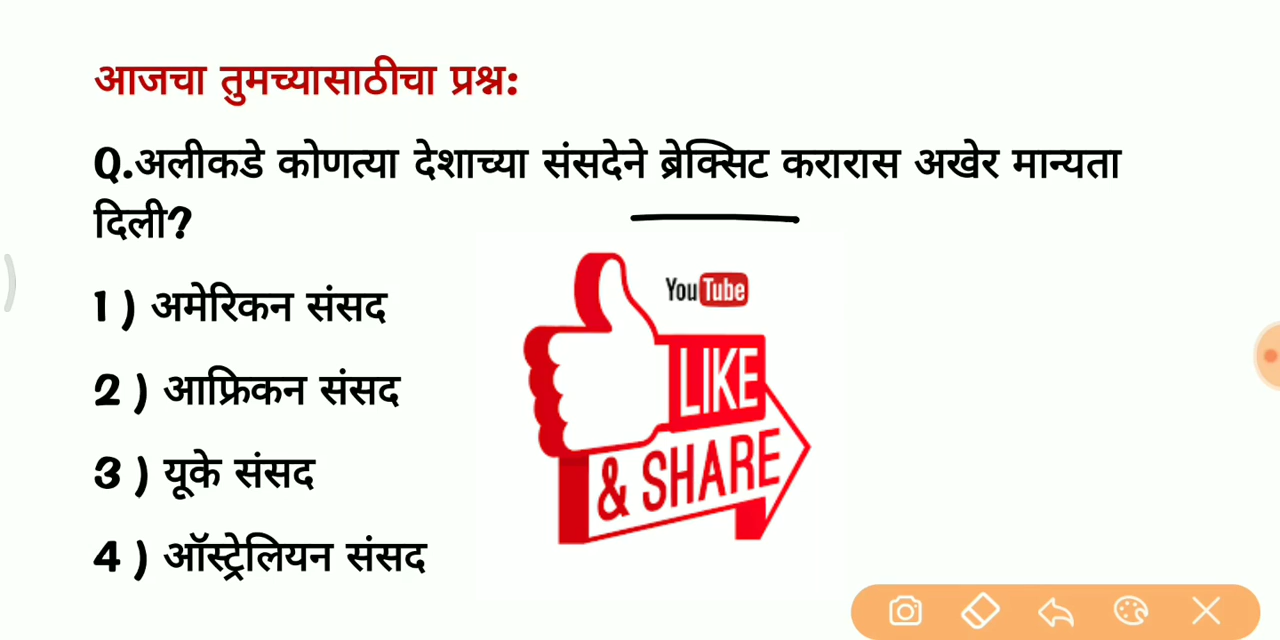 आजचा तुमच्यासाठीचा प्रश्न:
Q.अलीकडे कोणत्या देशाच्या संसदेने ब्रेक्सिट करारास अखेर मान्यता
दिली?
1 ) अमेरिकन संसद
2 ) आफ्रिकन संसद
3 ) यूके संसद
4 ) ऑस्ट्रेलियन संसद
YouTube
LIKE
& SHARE